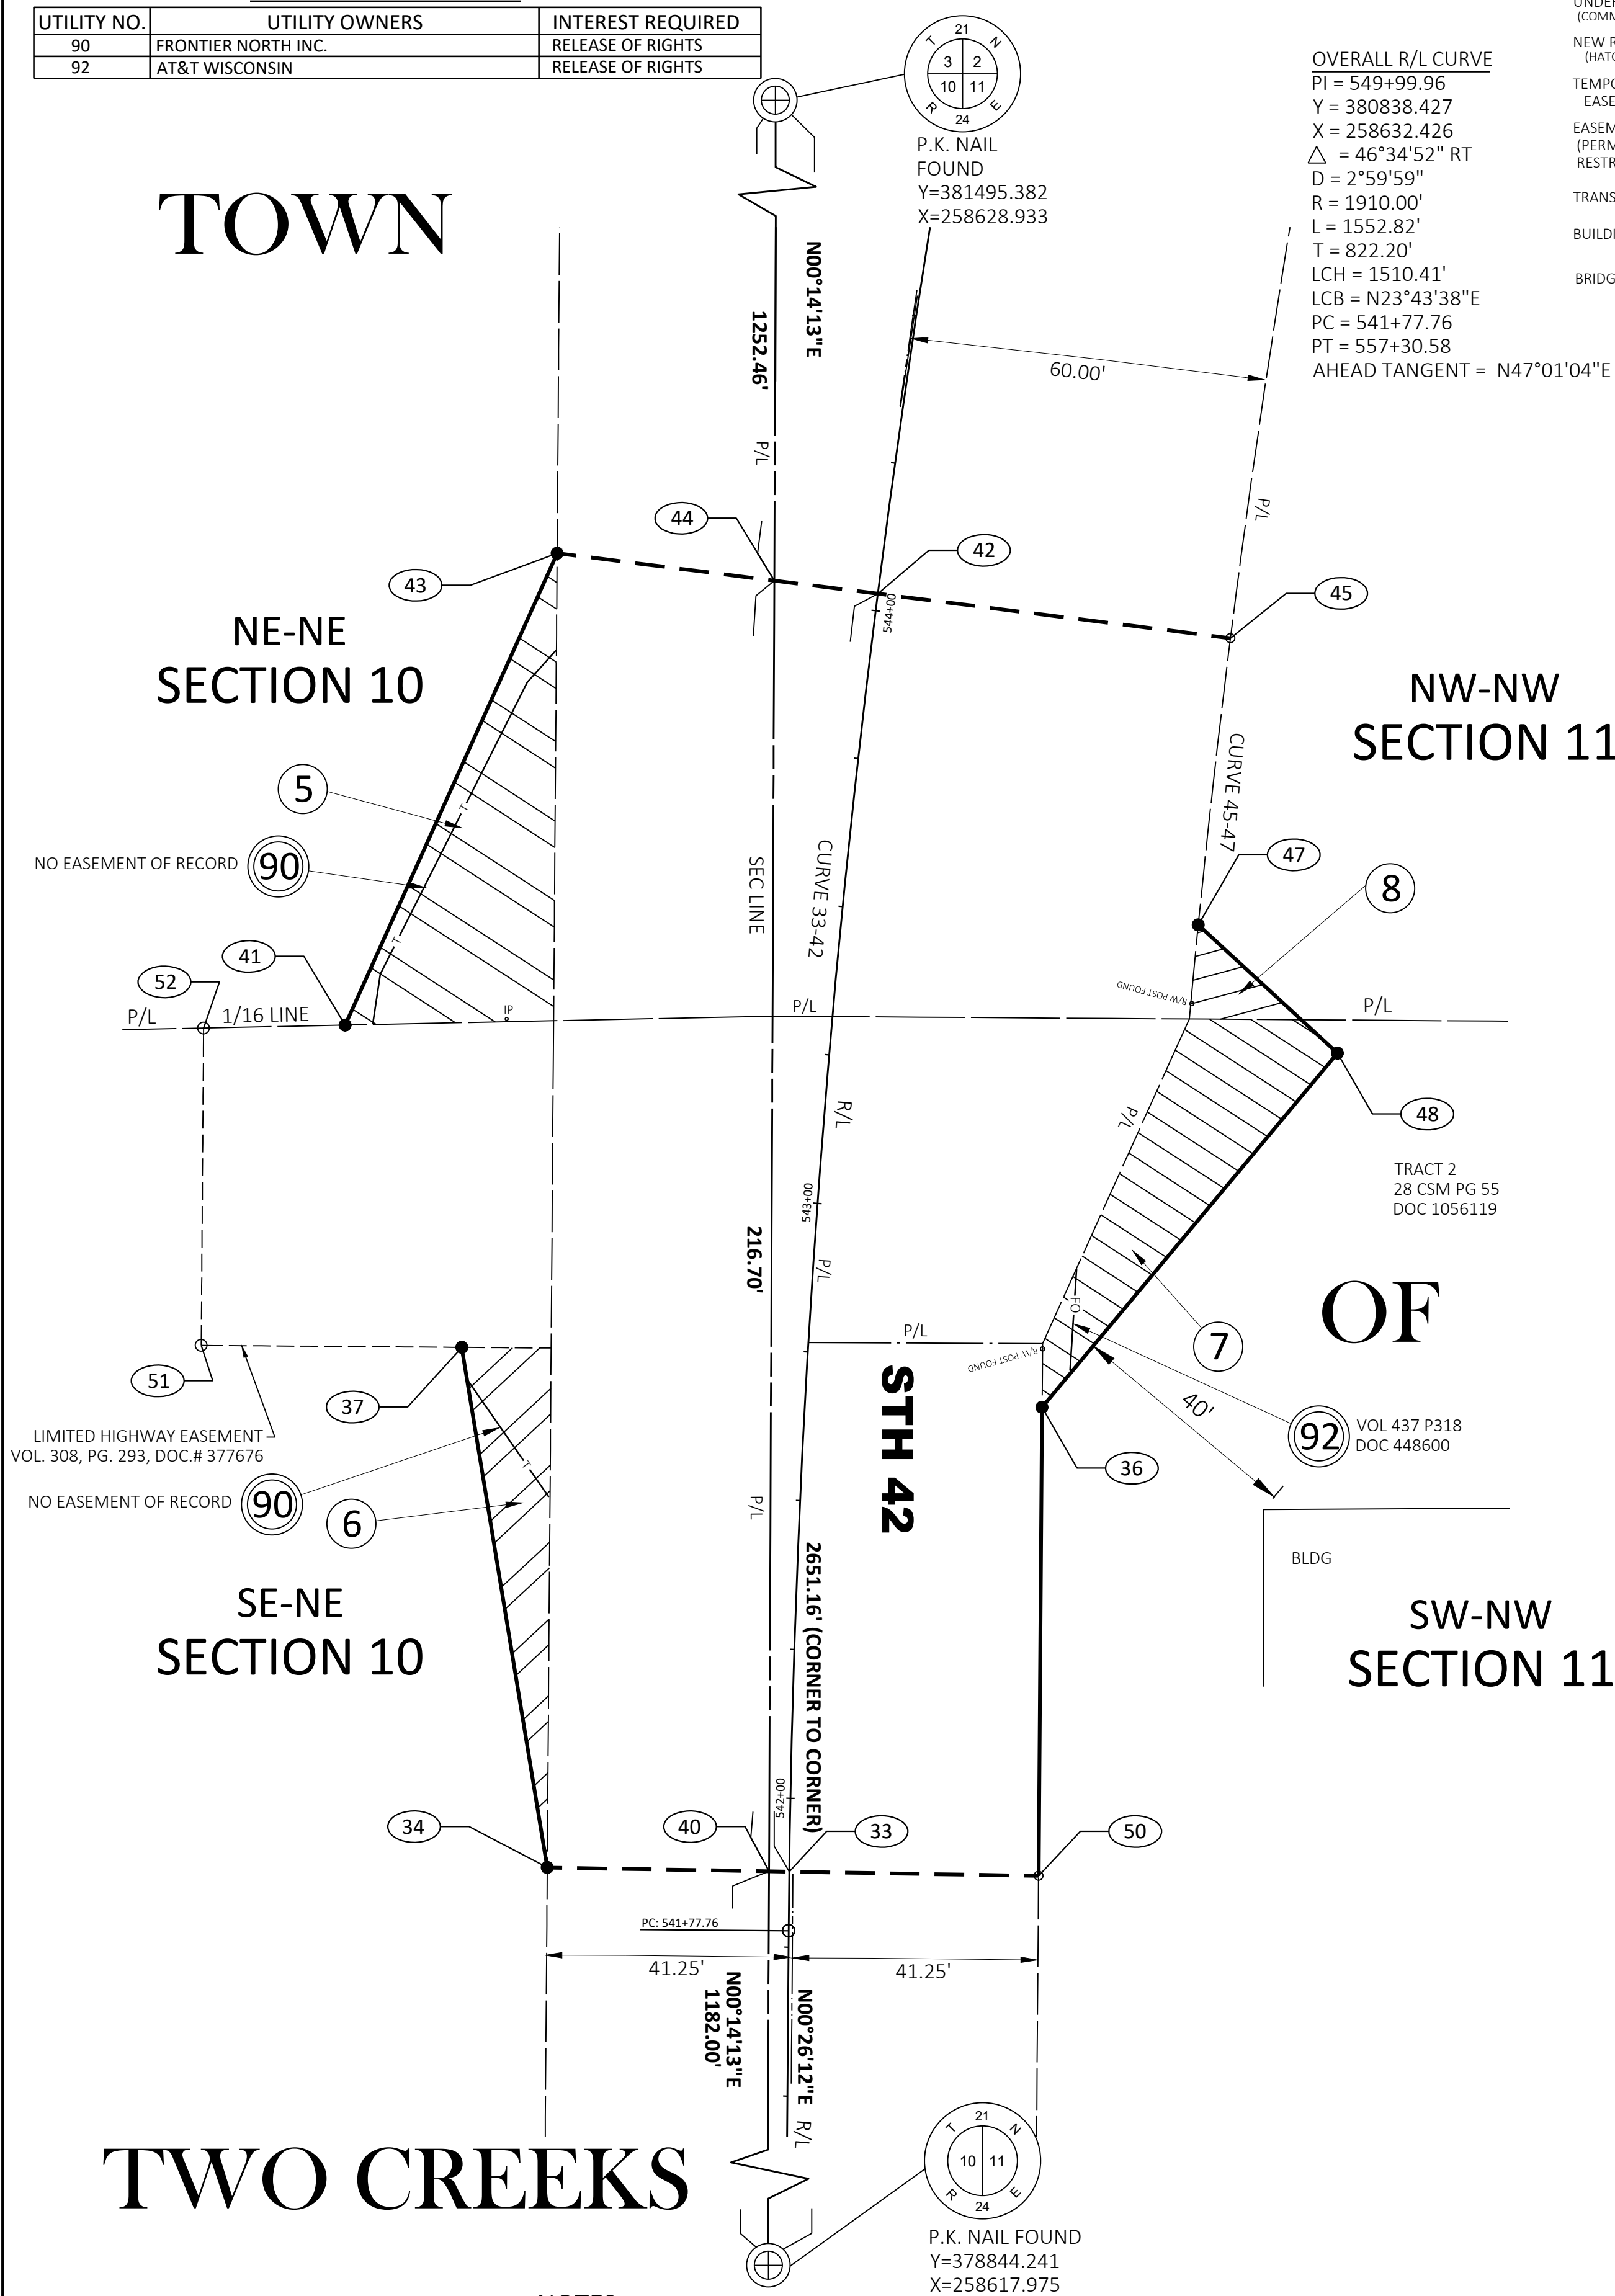 UTILITY NO. UTILITY OWNERS INTEREST REQUIRED
90 FRONTIER NORTH INC. RELEASE OF RIGHTS
92 AT&T WISCONSIN RELEASE OF RIGHTS
21
T N
3 2
10 11
R E
24
P.K. NAIL
FOUND
Y=381495.382
X=258628.933
OVERALL R/L CURVE
PI = 549+99.96
Y = 380838.427
X = 258632.426
△ = 46°34'52" RT
D = 2°59'59"
R = 1910.00'
L = 1552.82'
T = 822.20'
LCH = 1510.41'
LCB = N23°43'38"E
PC = 541+77.76
PT = 557+30.58
AHEAD TANGENT = N47°01'04"E
(COMM
NEW R
(HATC
TEMPO
EASE
EASEM
(PERM
RESTR
TRANS
BUILDI
BRIDG
TOWN
N00°14'13"E
1252.46'
60.00'
P/L
P/L
44
42
43
45
544+00
NE-NE
SECTION 10
NW-NW
SECTION 11
5
T
NO EASEMENT OF RECORD 90
T
SEC LINE
CURVE 33-42
CURVE 45-47
47
8
41
52
P/L 1/16 LINE
IP
P/L
R/W POST FOUND
P/L
R/L
P/L
48
TRACT 2
28 CSM PG 55
DOC 1056119
543+00
216.70'
P/L
OF
FO
P/L
R/W POST FOUND
7
51
37
STH 42
40'
36
92 VOL 437 P318
DOC 448600
LIMITED HIGHWAY EASEMENT
VOL. 308, PG. 293, DOC.# 377676
T
NO EASEMENT OF RECORD 90
6
P/L
BLDG
SE-NE
SECTION 10
2651.16' (CORNER TO CORNER)
SW-NW
SECTION 11
542+00
34
40
33
50
PC: 541+77.76
41.25'
41.25'
N00°14'13"E
1182.00'
N00°26'12"E
R/L
21
T N
10 11
R E
24
TWO CREEKS
P.K. NAIL FOUND
Y=378844.241
X=258617.975